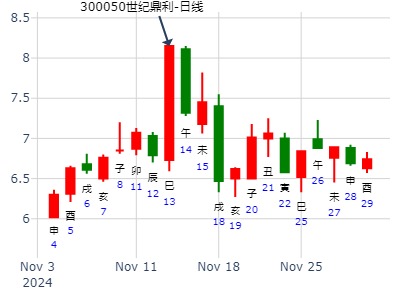 300050世纪鼎利-日线
8.5
8
7.5
7
6.5
6
申
4
酉
5
戌
6
亥
7
子
8
卯
11
辰
12
巳
13
午
14
未
15
戌
18
亥
19
子
20
丑
21
寅
22
巳
25
午
26
未
27
申
28
酉
29
Nov 3
2024
Nov 11
Nov 18
Nov 25